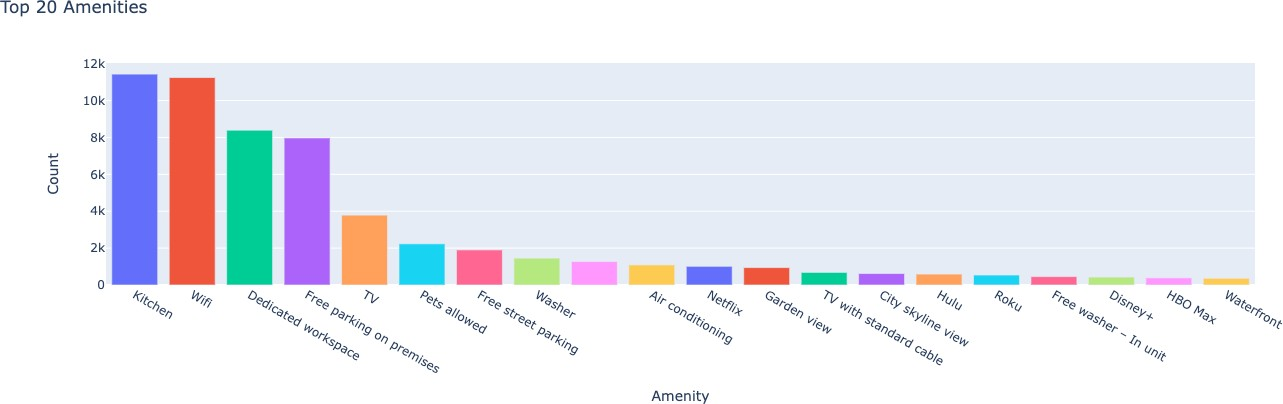 Top 20 Amenities
12k
10k
8k
6k
4k
2k
0
Count
Kitchen
Wifi
Dedicated workspace
Free parking on premises
TV
Pets allowed
Free street parking
Washer
Air conditioning
Netflix
Garden view
TV with standard cable
City skyline view
Hulu
Roku
Free washer – In unit
Disney+
HBO Max
Waterfront
Amenity